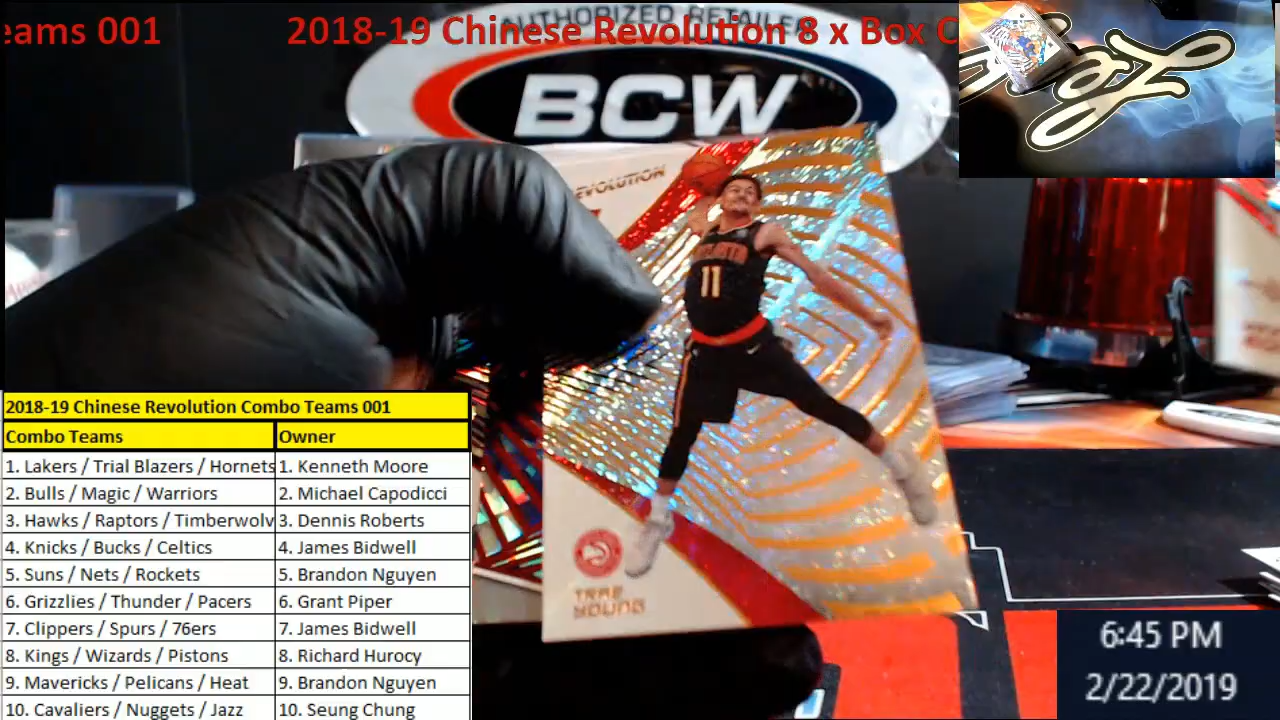 eams 001 2018-19 Chinese Revolution 8 x Box C
AUTHORIZED RETAILER
BCW
EVOLUTION
11
TRAE
YOUNG
2018-19 Chinese Revolution Combo Teams 001
Combo Teams Owner
1. Lakers / Trial Blazers / Hornets 1. Kenneth Moore
2. Bulls / Magic / Warriors 2. Michael Capodicci
3. Hawks / Raptors / Timberwolv 3. Dennis Roberts
4. Knicks / Bucks / Celtics 4. James Bidwell
5. Suns / Nets / Rockets 5. Brandon Nguyen
6. Grizzlies / Thunder / Pacers 6. Grant Piper
7. Clippers / Spurs / 76ers 7. James Bidwell
8. Kings / Wizards / Pistons 8. Richard Hurocy
9. Mavericks / Pelicans / Heat 9. Brandon Nguyen
10. Cavaliers / Nuggets / Jazz 10. Seung Chung
6:45 PM
2/22/2019